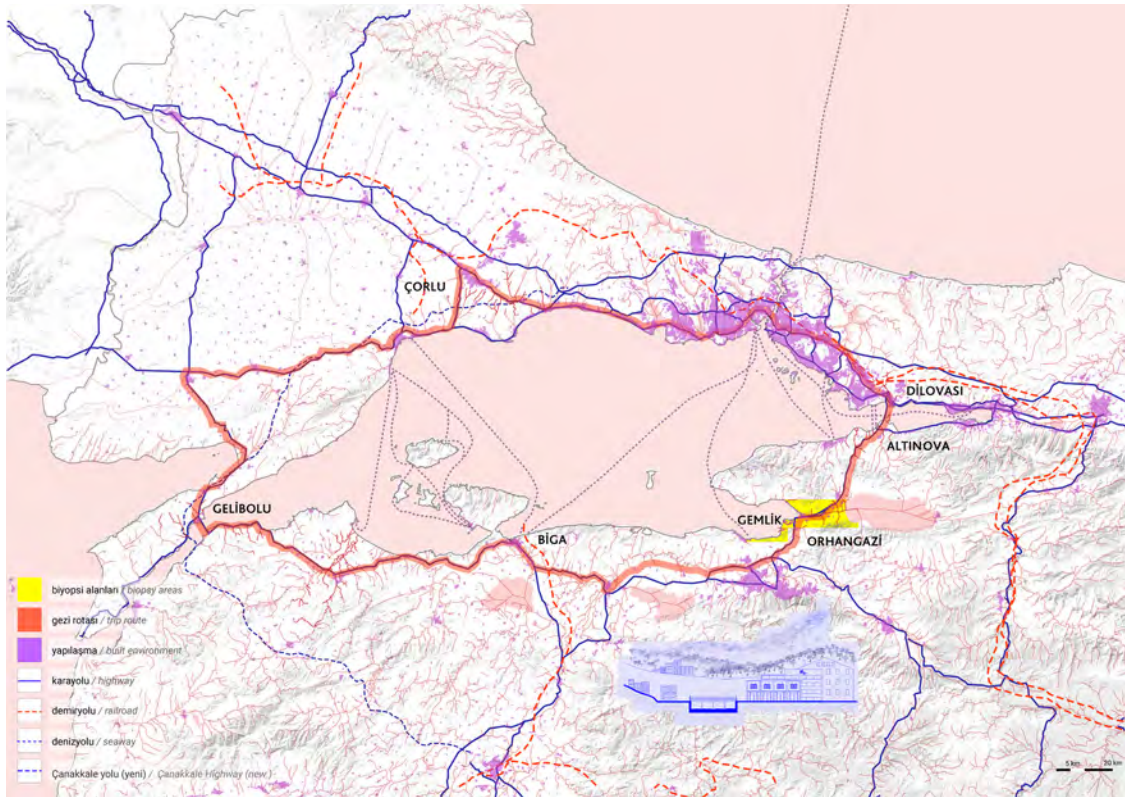 ÇORLU
DİLOVASI
ALTINOVA
GELİBOLU
GEMLİK
BİGA
ORHANGAZİ
biyopsi alanları / biopsy areas
gezi rotası / trip route
yapılaşma / built environment
karayolu / highway
demiryolu / railroad
denizyolu / seaway
Çanakkale yolu (yeni) / Çanakkale Highway (new)
5 km 20 km